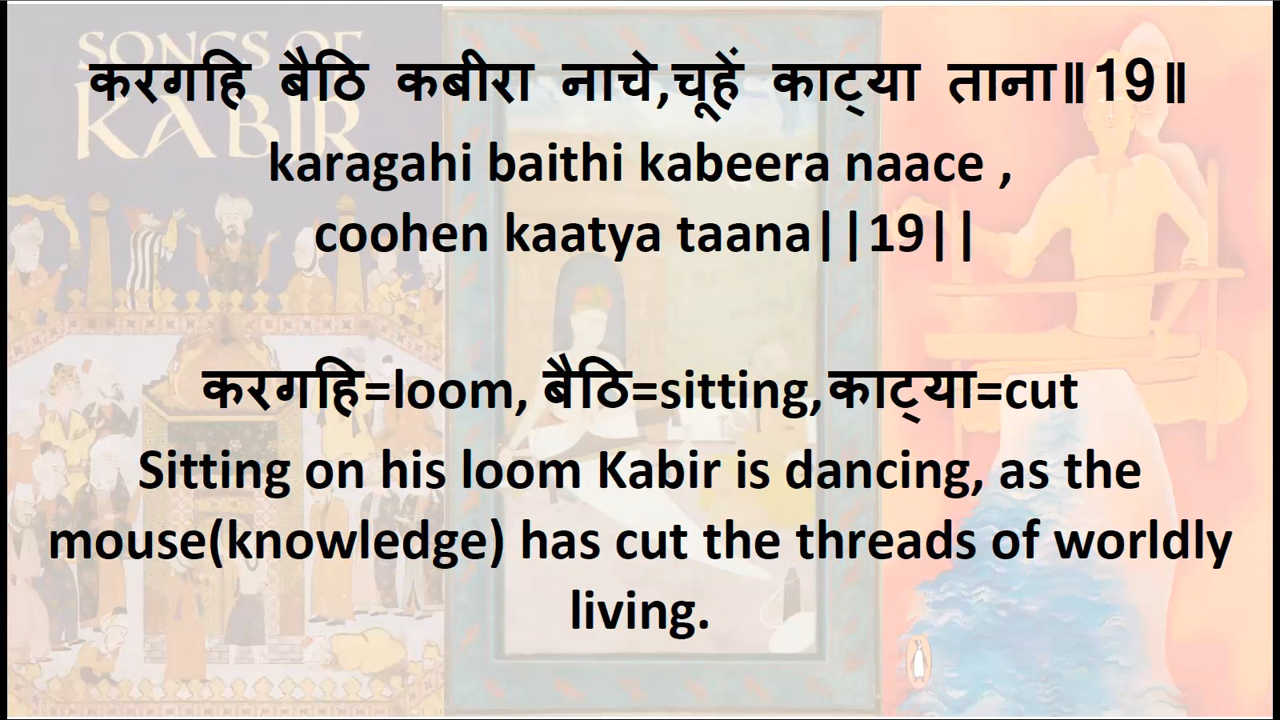 SONGS OF
KABIR
करगहि बैठि कबीरा नाचे,चूहें काट्या ताना॥19॥
karagahi baithi kabeera naace ,
coohen kaatya taana||19||
करगहि=loom, बैठि=sitting,काट्या=cut
Sitting on his loom Kabir is dancing, as the
mouse(knowledge) has cut the threads of worldly
living.